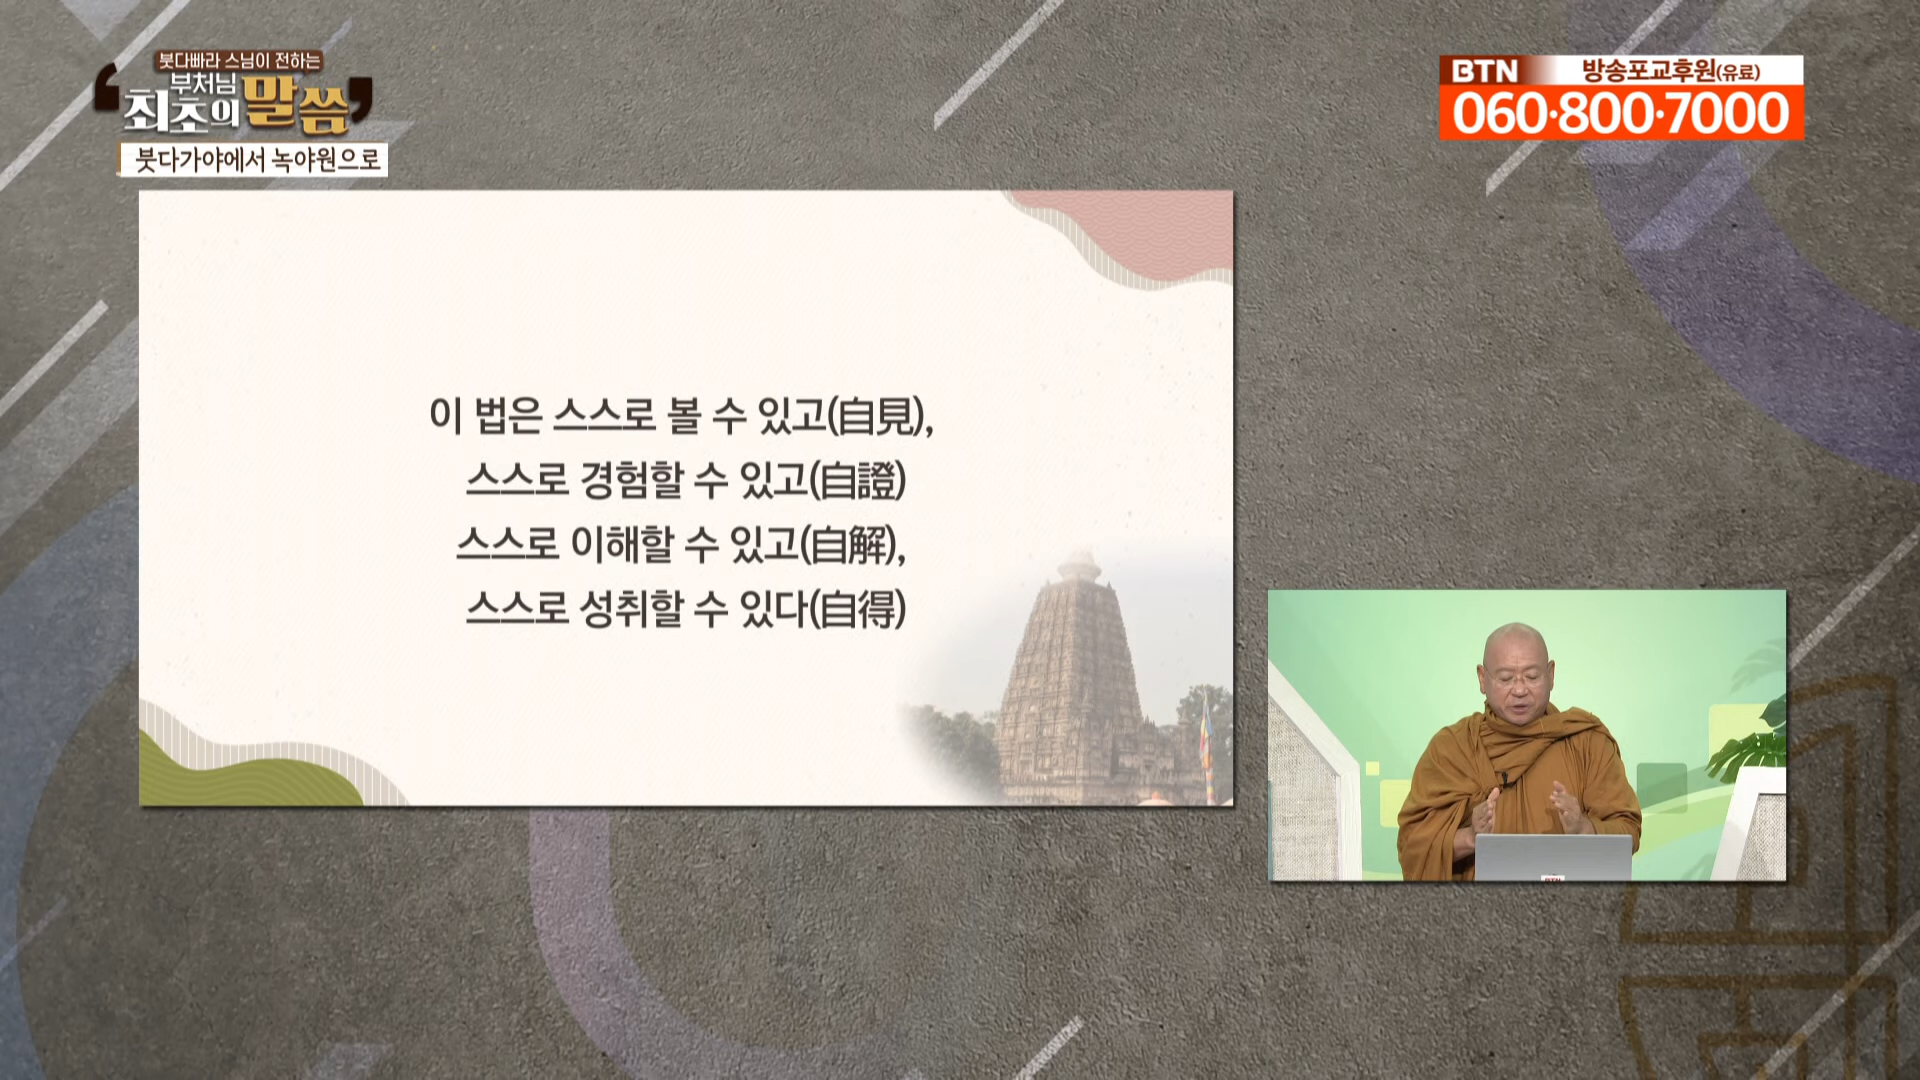 붓다빠라 스님이 전하는
부처님
최초의 말씀
붓다가야에서 녹야원으로
BTN 방송포교후원(유료)
060·800·7000
이 법은 스스로 볼 수 있고(自見),
스스로 경험할 수 있고(自證)
스스로 이해할 수 있고(自解),
스스로 성취할 수 있다(自得)
BTN